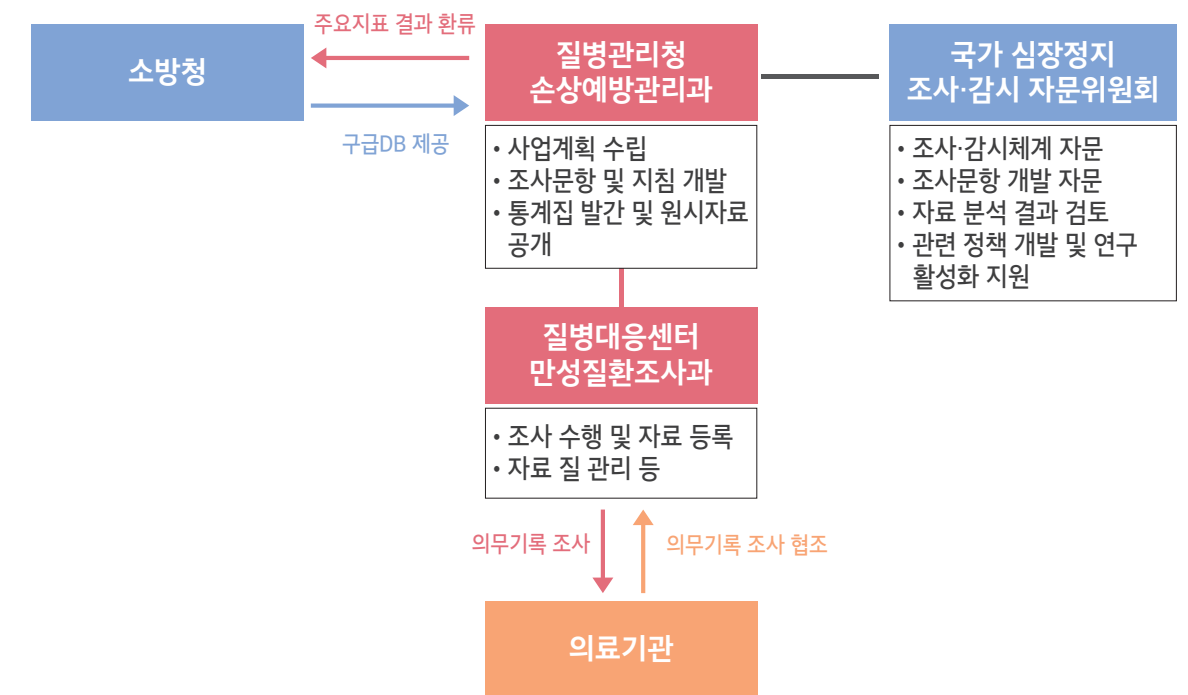 소방청
주요지표 결과 환류
구급DB 제공
질병관리청
손상예방관리과
• 사업계획 수립
• 조사문항 및 지침 개발
• 통계집 발간 및 원시자료
공개
국가 심장정지
조사·감시 자문위원회
• 조사·감시체계 자문
• 조사문항 개발 자문
• 자료 분석 결과 검토
• 관련 정책 개발 및 연구
활성화 지원
질병대응센터
만성질환조사과
• 조사 수행 및 자료 등록
• 자료 질 관리 등
의무기록 조사
의무기록 조사 협조
의료기관